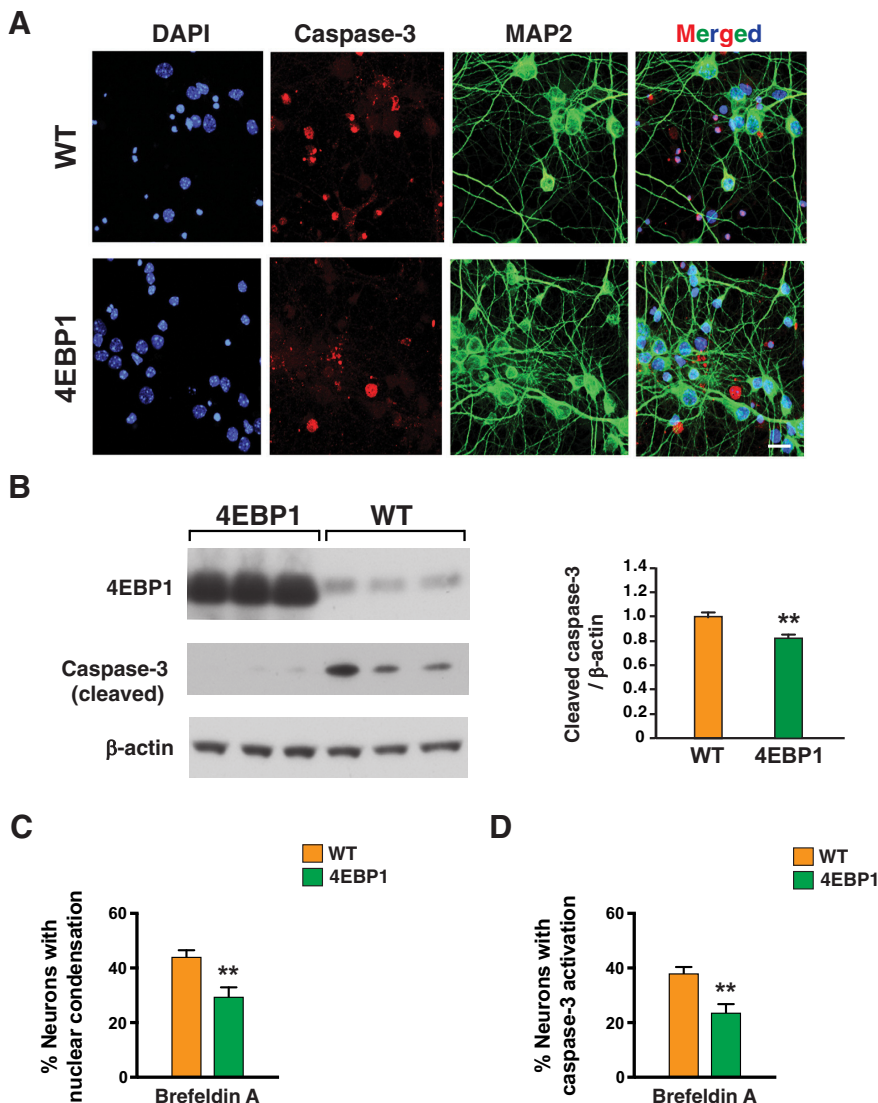 A
DAPI
Caspase-3
MAP2
Merged
WT
4EBP1
B
4EBP1
WT
4EBP1
Caspase-3
(cleaved)
β-actin
Cleaved caspase-3
/ β-actin
1.4
1.2
1.0
0.8
0.6
0.4
0.2
0
**
WT
4EBP1
C
WT
4EBP1
% Neurons with
nuclear condensation
60
40
20
0
**
Brefeldin A
D
WT
4EBP1
% Neurons with
caspase-3 activation
60
40
20
0
**
Brefeldin A